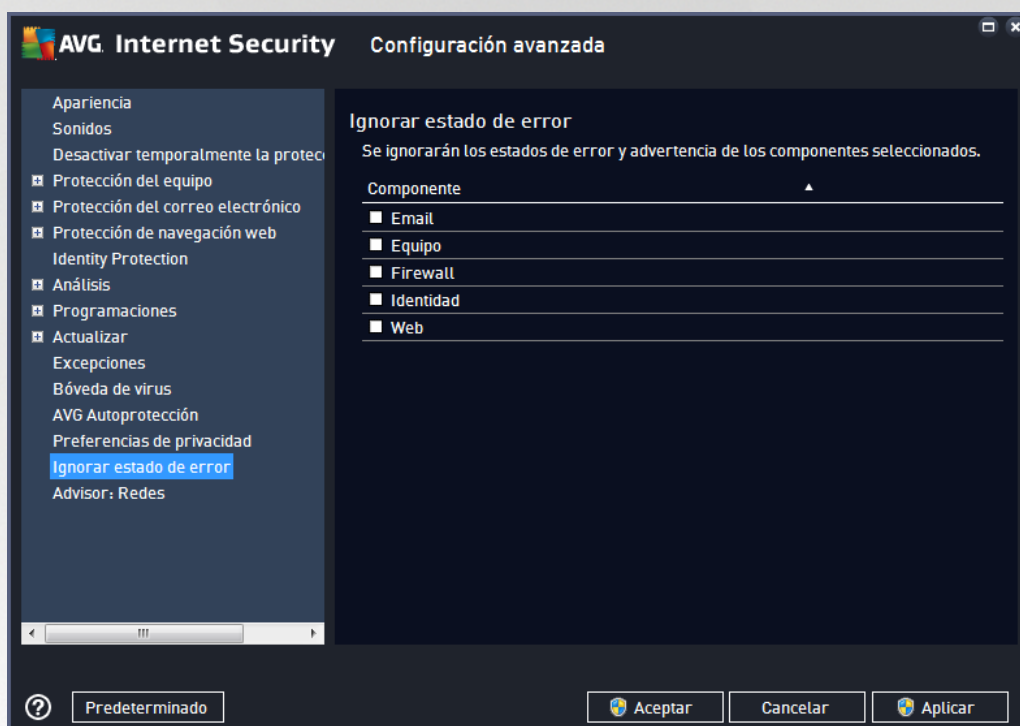 AVG. Internet Security
Configuración avanzada
Apariencia
Sonidos
Desactivar temporalmente la protec
Protección del equipo
Protección del correo electrónico
Protección de navegación web
Identity Protection
Análisis
Programaciones
Actualizar
Excepciones
Bóveda de virus
AVG Autoprotección
Preferencias de privacidad
Ignorar estado de error
Advisor: Redes
Ignorar estado de error
Se ignorarán los estados de error y advertencia de los componentes seleccionados.
Componente
Email
Equipo
Firewall
Identidad
Web
? Predeterminado
Aceptar
Cancelar
Aplicar